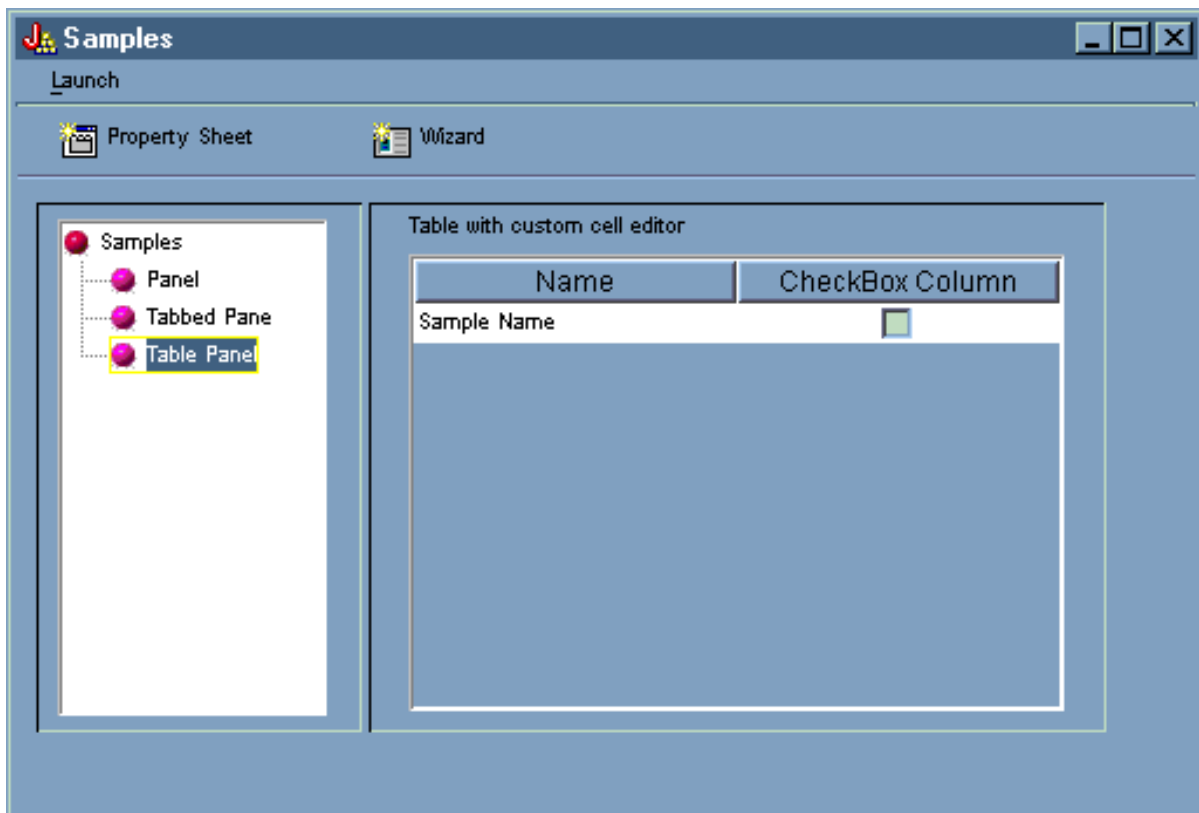 Samples
Launch
Property Sheet
Wizard
Samples
Panel
Tabbed Pane
Table Panel
Table with custom cell editor
Name CheckBox Column
Sample Name